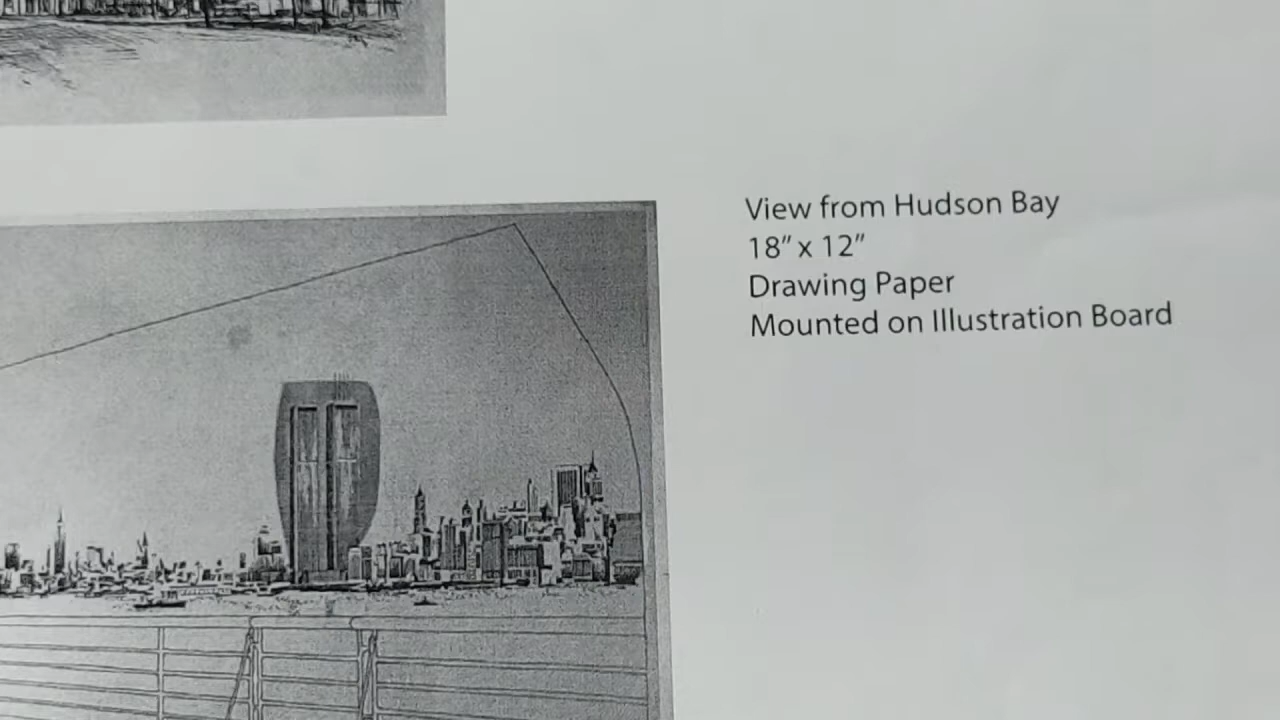 View from Hudson Bay
18” x 12”
Drawing Paper
Mounted on Illustration Board